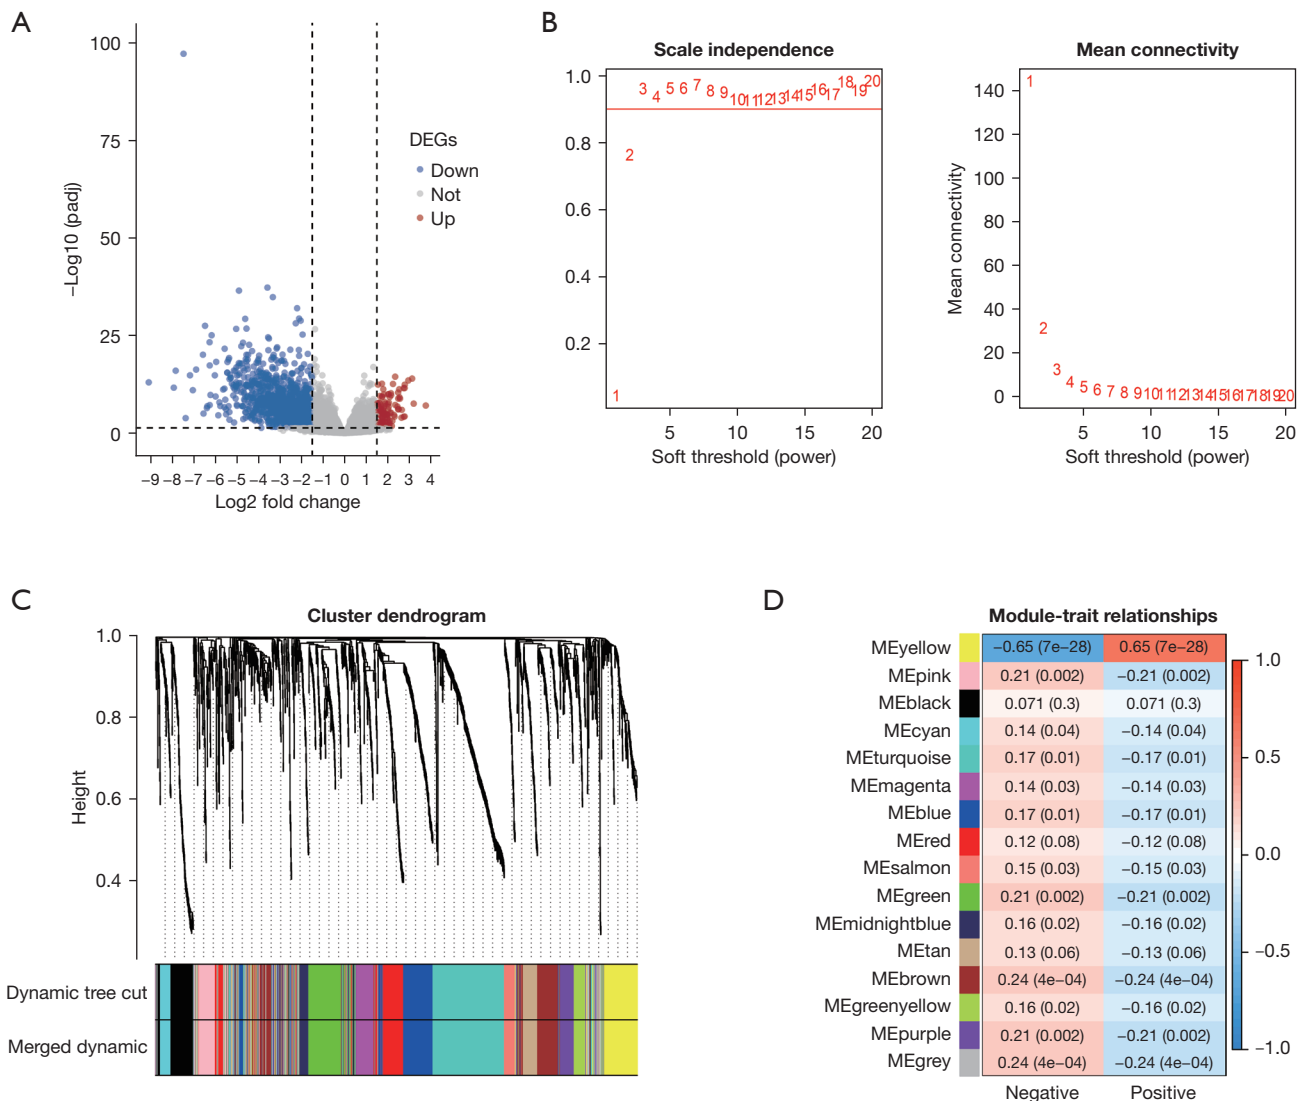 A
100
75
50
25
0
−Log10 (padj)
−9 −8 −7 −6 −5 −4 −3 −2 −1 0 1 2 3 4
Log2 fold change
DEGs
Down
Not
Up
B
Scale independence
1.0
0.8
0.6
0.4
0.2
1 2 3 4 5 6 7 8 9 10 11 12 13 14 15 16 17 18 19 20
5 10 15 20
Soft threshold (power)
Mean connectivity
140
120
100
80
60
40
20
0
Mean connectivity
1 2 3 4 5 6 7 8 9 10 11 12 13 14 15 16 17 18 19 20
5 10 15 20
Soft threshold (power)
C
Cluster dendrogram
1.0
0.8
0.6
0.4
Height
Dynamic tree cut
Merged dynamic
D
Module-trait relationships
MEyellow −0.65 (7e−28) 0.65 (7e−28)
MEpink 0.21 (0.002) −0.21 (0.002)
MEblack 0.071 (0.3) 0.071 (0.3)
MEcyan 0.14 (0.04) −0.14 (0.04)
MEturquoise 0.17 (0.01) −0.17 (0.01)
MEmagenta 0.14 (0.03) −0.14 (0.03)
MEblue 0.17 (0.01) −0.17 (0.01)
MEred 0.12 (0.08) −0.12 (0.08)
MEsalmon 0.15 (0.03) −0.15 (0.03)
MEgreen 0.21 (0.002) −0.21 (0.002)
MEmidnightblue 0.16 (0.02) −0.16 (0.02)
MEtan 0.13 (0.06) −0.13 (0.06)
MEbrown 0.24 (4e−04) −0.24 (4e−04)
MEgreenyellow 0.16 (0.02) −0.16 (0.02)
MEpurple 0.21 (0.002) −0.21 (0.002)
MEgrey 0.24 (4e−04) −0.24 (4e−04)
Negative Positive
1.0
0.5
0.0
−0.5
−1.0